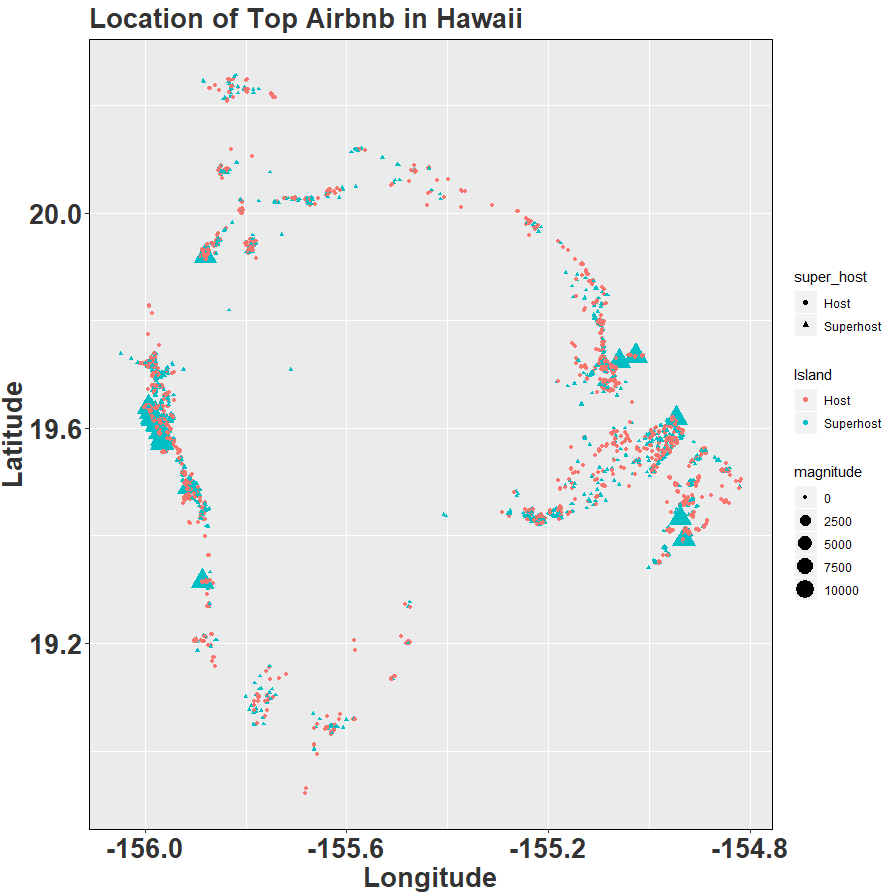 Location of Top Airbnb in Hawaii
20.0
19.6
19.2
Latitude
-156.0
-155.6
-155.2
-154.8
Longitude
super_host
Host
Superhost
Island
Host
Superhost
magnitude
0
2500
5000
7500
10000